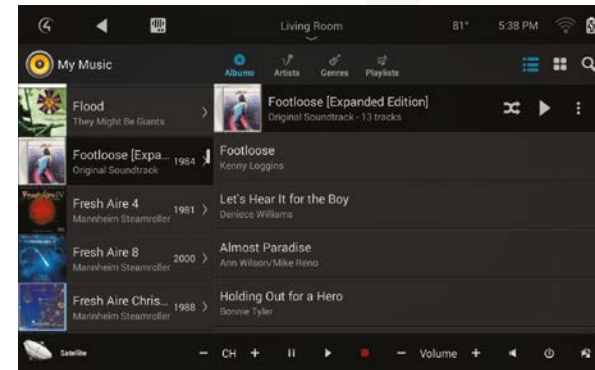 Living Room
81°
5:38 PM
My Music
Albums
Artists
Genres
Playlists
Flood
They Might Be Giants
Footloose [Expa... 1984
Original Soundtrack
Fresh Aire 4 1981
Mannheim Steamroller
Fresh Aire 8 2000
Mannheim Steamroller
Fresh Aire Chris... 1988
Mannheim Steamroller
Footloose [Expanded Edition]
Original Soundtrack - 13 tracks
Footloose
Kenny Loggins
Let's Hear It for the Boy
Deniece Williams
Almost Paradise
Ann Wilson/Mike Reno
Holding Out for a Hero
Bonnie Tyler
Satellite
− CH +
− Volume +